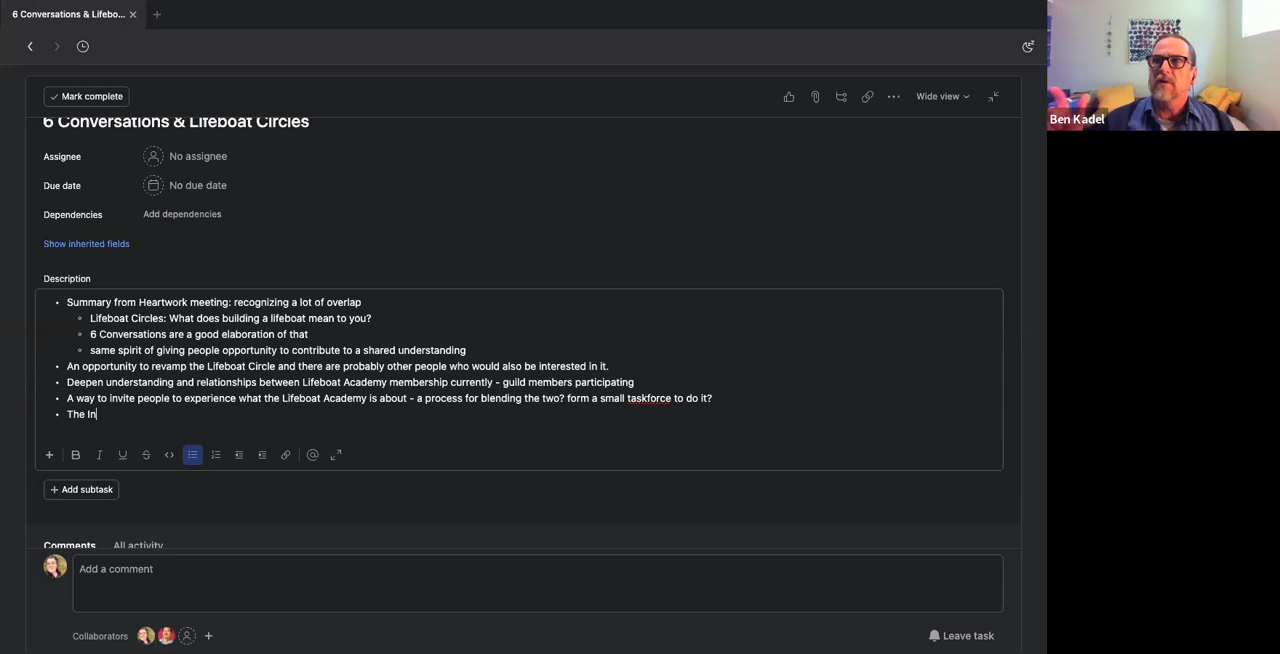 6 Conversations & Lifebo...
Mark complete
Wide view
6 Conversations & Lifeboat Circles
Assignee
No assignee
Due date
No due date
Dependencies
Add dependencies
Show inherited fields
Description
Summary from Heartwork meeting: recognizing a lot of overlap
Lifeboat Circles: What does building a lifeboat mean to you?
6 Conversations are a good elaboration of that
same spirit of giving people opportunity to contribute to a shared understanding
An opportunity to revamp the Lifeboat Circle and there are probably other people who would also be interested in it.
Deepen understanding and relationships between Lifeboat Academy membership currently - guild members participating
A way to invite people to experience what the Lifeboat Academy is about - a process for blending the two? form a small taskforce to do it?
The In
Add subtask
Comments All activity
Add a comment
Collaborators
Leave task
Ben Kadel